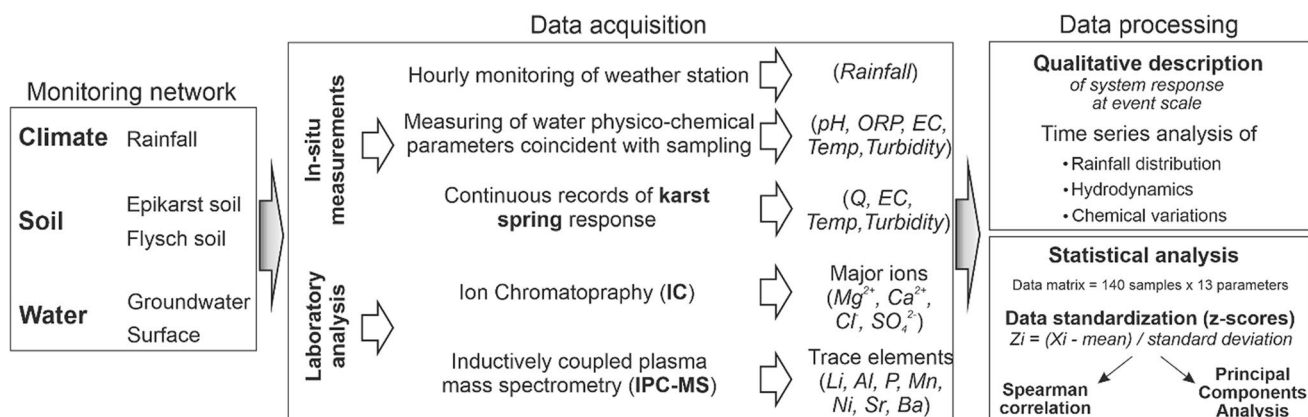 Monitoring network
Climate
Rainfall
Soil
Epikarst soil
Flysch soil
Water
Groundwater
Surface
Data acquisition
In-situ
measurements
Hourly monitoring of weather station
(Rainfall)
Measuring of water physico-chemical
parameters coincident with sampling
(pH, ORP, EC,
Temp,Turbidity)
Continuous records of karst
spring response
(Q, EC,
Temp,Turbidity)
Laboratory
analysis
Ion Chromatopraphy (IC)
Major ions
(Mg²⁺, Ca²⁺,
Cl⁻, SO₄²⁻)
Inductively coupled plasma
mass spectrometry (IPC-MS)
Trace elements
(Li, Al, P, Mn,
Ni, Sr, Ba)
Data processing
Qualitative description
of system response
at event scale
Time series analysis of
• Rainfall distribution
• Hydrodynamics
• Chemical variations
Statistical analysis
Data matrix = 140 samples x 13 parameters
Data standardization (z-scores)
Zi = (Xi - mean) / standard deviation
Spearman
correlation
Principal
Components
Analysis